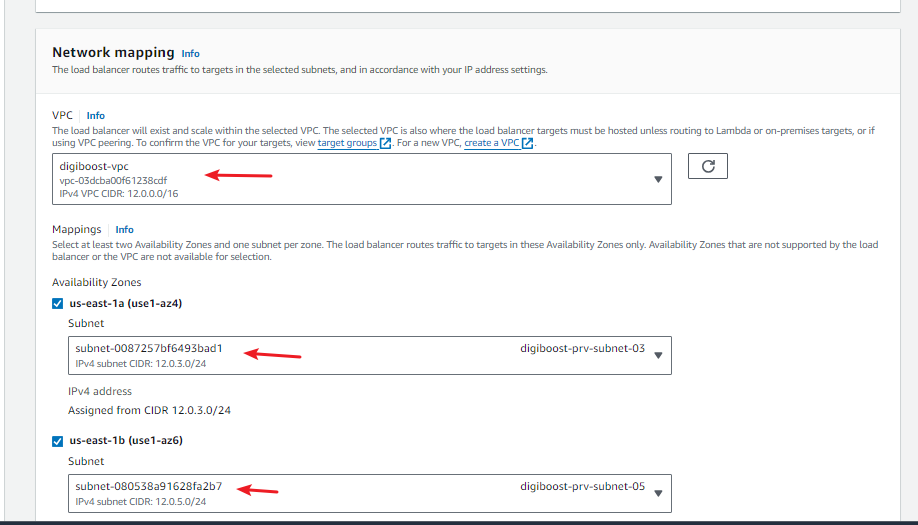 Network mapping Info
The load balancer routes traffic to targets in the selected subnets, and in accordance with your IP address settings.
VPC Info
The load balancer will exist and scale within the selected VPC. The selected VPC is also where the load balancer targets must be hosted unless routing to Lambda or on-premises targets, or if
using VPC peering. To confirm the VPC for your targets, view target groups. For a new VPC, create a VPC.
digiboost-vpc
vpc-03dcba00f61238cdf
IPv4 VPC CIDR: 12.0.0.0/16
Mappings Info
Select at least two Availability Zones and one subnet per zone. The load balancer routes traffic to targets in these Availability Zones only. Availability Zones that are not supported by the load
balancer or the VPC are not available for selection.
Availability Zones
us-east-1a (use1-az4)
Subnet
subnet-0087257bf6493bad1 digiboost-prv-subnet-03
IPv4 subnet CIDR: 12.0.3.0/24
IPv4 address
Assigned from CIDR 12.0.3.0/24
us-east-1b (use1-az6)
Subnet
subnet-080538a91628fa2b7 digiboost-prv-subnet-05
IPv4 subnet CIDR: 12.0.5.0/24